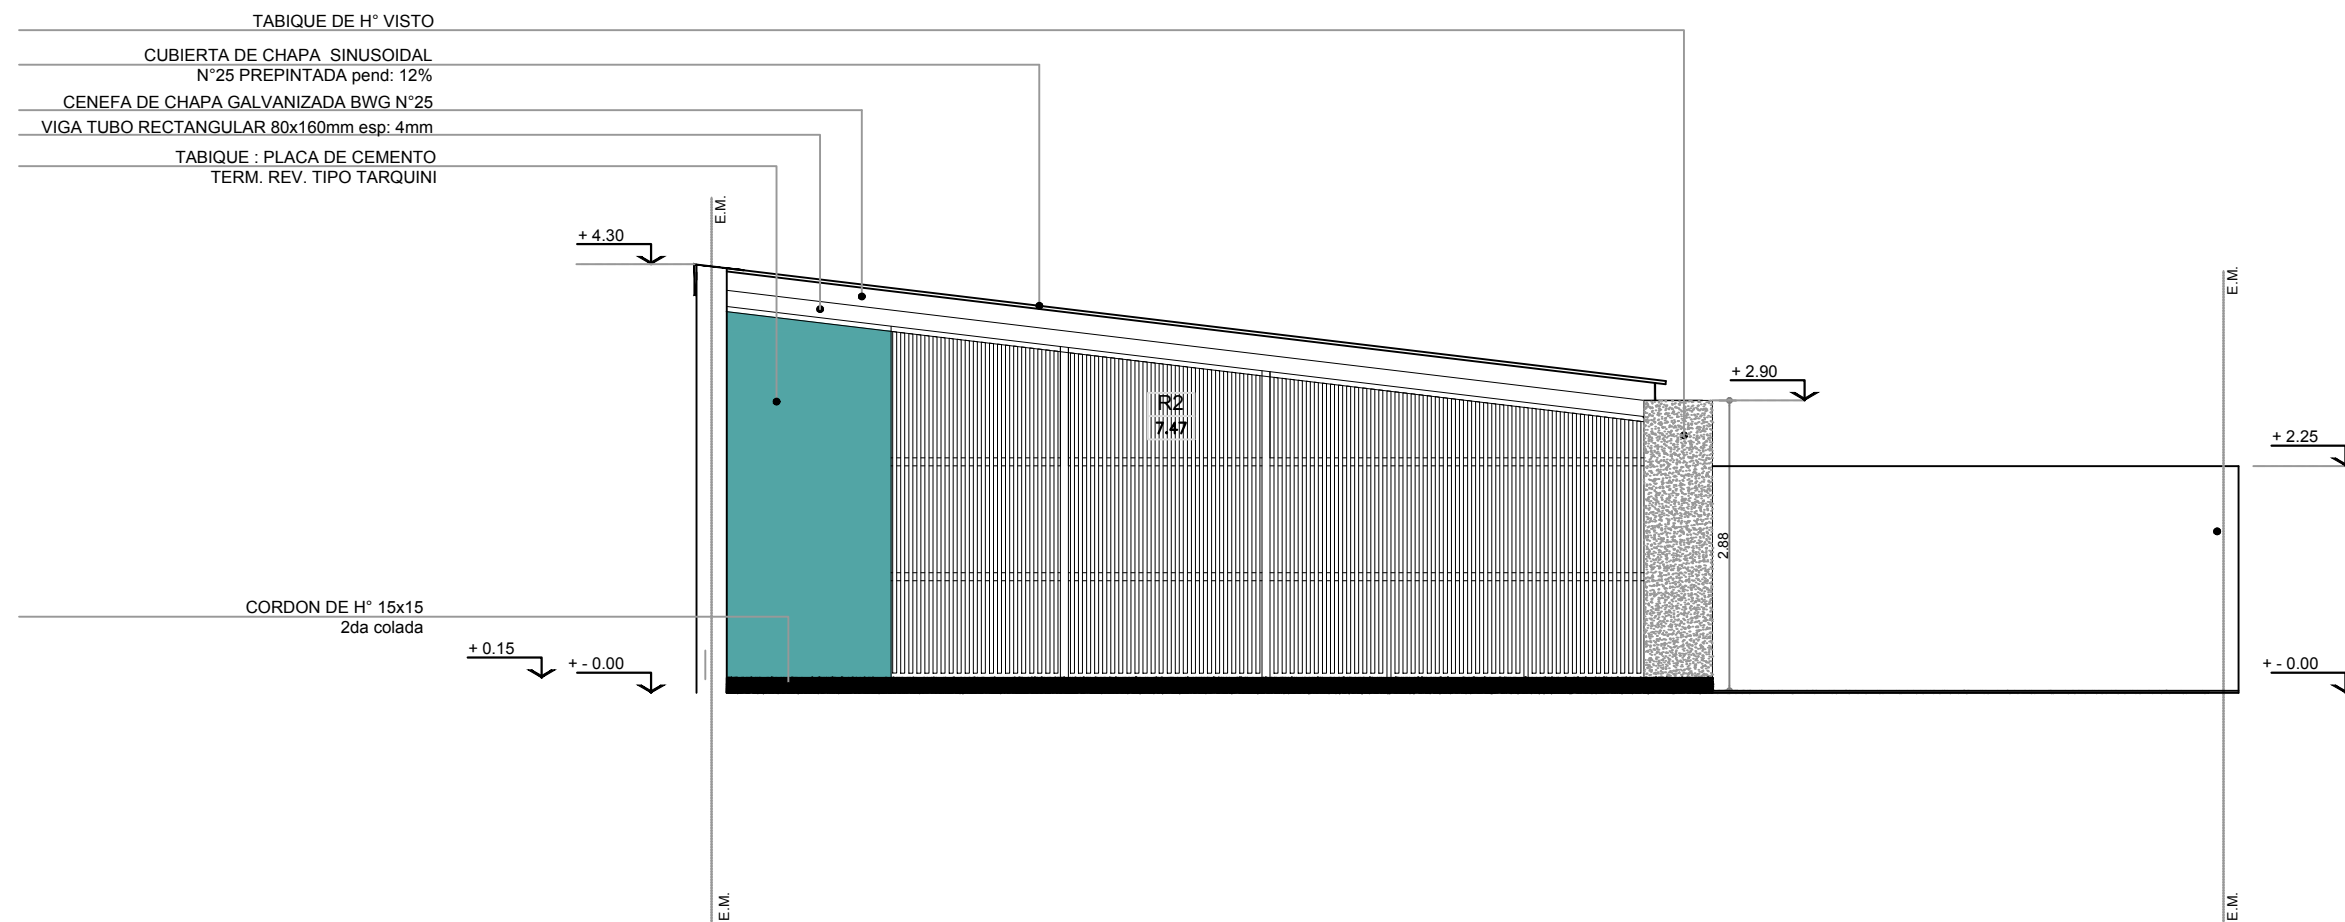 TABIQUE DE H° VISTO
CUBIERTA DE CHAPA SINUSOIDAL
N°25 PREPINTADA pend: 12%
CENEFA DE CHAPA GALVANIZADA BWG N°25
VIGA TUBO RECTANGULAR 80x160mm esp: 4mm
TABIQUE : PLACA DE CEMENTO
TERM. REV. TIPO TARQUINI
E.M.
+ 4.30
E.M.
+ 2.90
R2
7.47
+ 2.25
2.88
CORDON DE H° 15x15
2da colada
+ 0.15
+ - 0.00
+ - 0.00
E.M.
E.M.